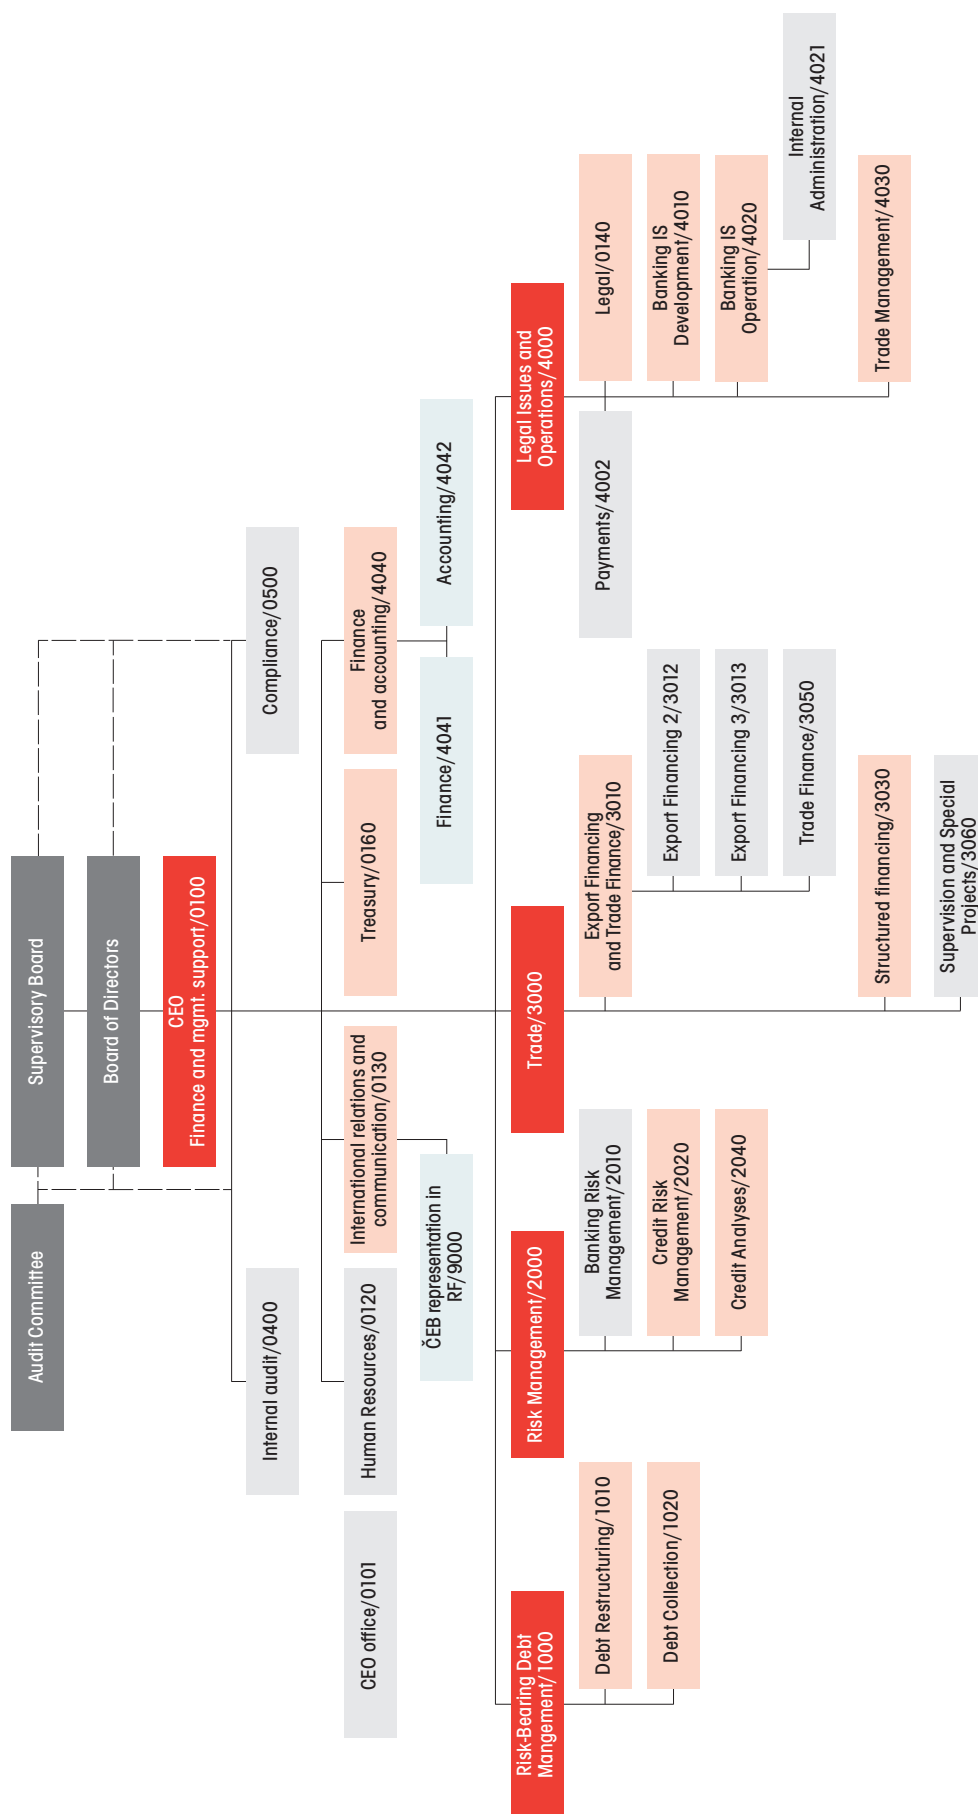 Audit Committee
Supervisory Board
Board of Directors
CEO
Finance and mgmt. support/0100
Internal audit/0400
Compliance/0500
CEO office/0101
Human Resources/0120
International relations and
communication/0130
Treasury/0160
Finance
and accounting/4040
ČEB representation in
RF/9000
Finance/4041
Accounting/4042
Risk-Bearing Debt
Mangement/1000
Debt Restructuring/1010
Debt Collection/1020
Risk Management/2000
Banking Risk
Management/2010
Credit Risk
Management/2020
Credit Analyses/2040
Trade/3000
Export Financing
and Trade Finance/3010
Export Financing 2/3012
Export Financing 3/3013
Trade Finance/3050
Structured financing/3030
Supervision and Special
Projects/3060
Legal Issues and
Operations/4000
Payments/4002
Legal/0140
Banking IS
Development/4010
Banking IS
Operation/4020
Internal
Administration/4021
Trade Management/4030